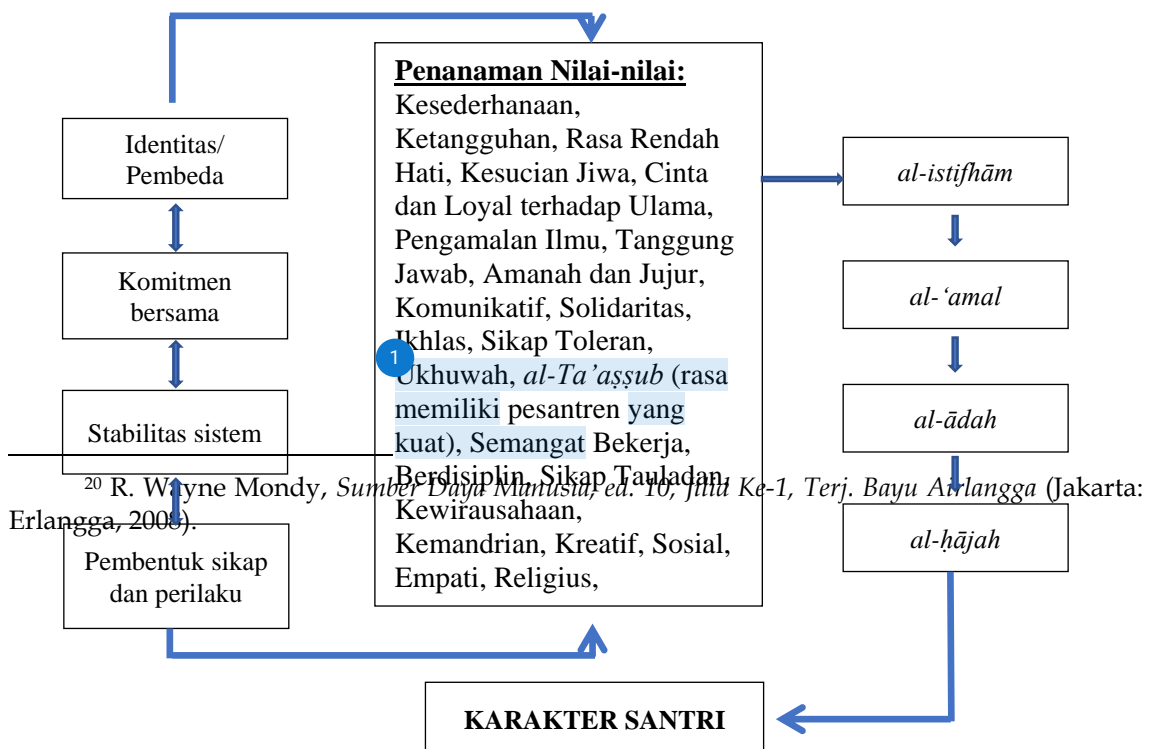 Identitas/
Pembeda
Komitmen
bersama
Stabilitas sistem
Pembentuk sikap
dan perilaku
Penanaman Nilai-nilai:
Kesederhanaan,
Ketangguhan, Rasa Rendah
Hati, Kesucian Jiwa, Cinta
dan Loyal terhadap Ulama,
Pengamalan Ilmu, Tanggung
Jawab, Amanah dan Jujur,
Komunikatif, Solidaritas,
Ikhlas, Sikap Toleran,
1
Ukhuwah, al-Ta’aṣṣub (rasa
memiliki pesantren yang
kuat), Semangat Bekerja,
Berdisiplin, Sikap Tauladan,
Kewirausahaan,
Kemandrian, Kreatif, Sosial,
Empati, Religius,
al-istifhām
al-‘amal
al-ādah
al-ḥājah
KARAKTER SANTRI
20 R. Wayne Mondy, Sumber Daya Manusia, ed. 10, Jilid Ke-1, Terj. Bayu Airlangga (Jakarta:
Erlangga, 2008).